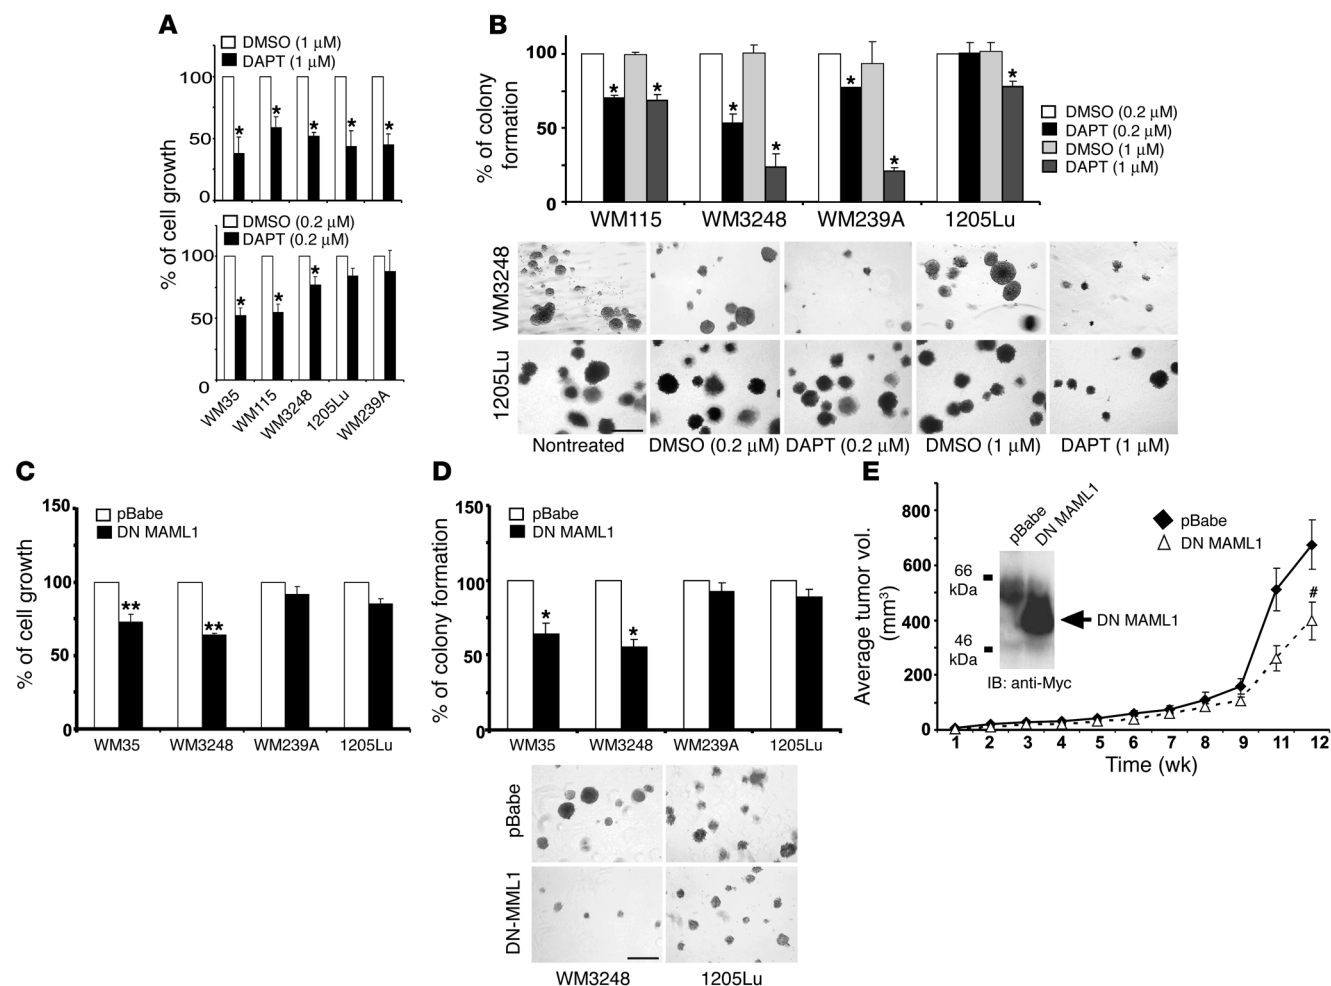 A
DMSO (1 μM)
DAPT (1 μM)
100
50
0
DMSO (0.2 μM)
DAPT (0.2 μM)
100
50
0
% of cell growth
WM35
WM115
WM3248
1205Lu
WM239A
* * * * *
* * *
B
% of colony
formation
100
50
0
* * * * * * *
DMSO (0.2 μM)
DAPT (0.2 μM)
DMSO (1 μM)
DAPT (1 μM)
WM115 WM3248 WM239A 1205Lu
WM3248
1205Lu
Nontreated DMSO (0.2 μM) DAPT (0.2 μM) DMSO (1 μM) DAPT (1 μM)
C
% of cell growth
150
100
50
0
pBabe
DN MAML1
** **
WM35 WM3248 WM239A 1205Lu
D
% of colony formation
150
100
50
0
pBabe
DN MAML1
* *
WM35 WM3248 WM239A 1205Lu
pBabe
DN-MML1
WM3248 1205Lu
E
Average tumor vol.
(mm³)
800
600
400
200
0
pBabe
DN MAML1
66
kDa
46
kDa
DN MAML1
IB: anti-Myc
pBabe
DN MAML1
#
1 2 3 4 5 6 7 8 9 11 12
Time (wk)